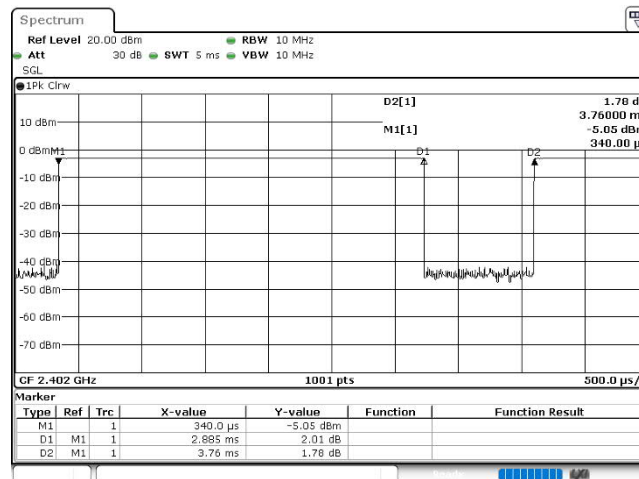 Spectrum
Ref Level 20.00 dBm RBW 10 MHz
Att 30 dB SWT 5 ms VBW 10 MHz
SGL
1Pk Clrw
D2[1] 1.78 d
3.76000 m
M1[1] -5.05 dB
340.00 µ
10 dBm
0 dBm M1 D1 D2
-10 dBm
-20 dBm
-30 dBm
-40 dBm
-50 dBm
-60 dBm
-70 dBm
CF 2.402 GHz 1001 pts 500.0 µs/
Marker
Type Ref Trc X-value Y-value Function Function Result
M1 1 340.0 µs -5.05 dBm
D1 M1 1 2.885 ms 2.01 dB
D2 M1 1 3.76 ms 1.78 dB